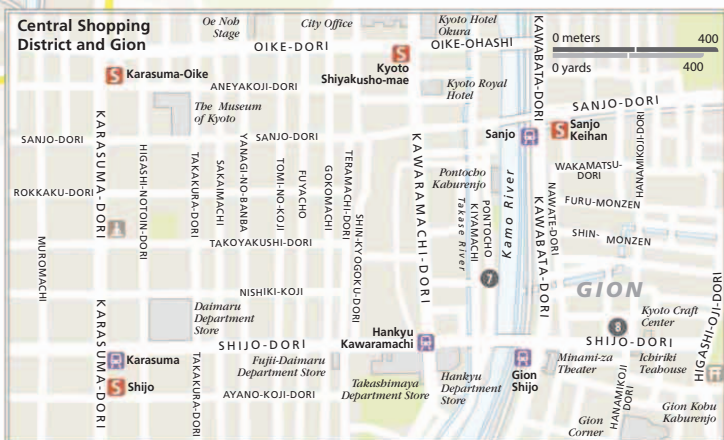 Central Shopping
District and Gion
Oe Noh
Stage
City Office
Kyoto Hotel
Okura
OIKE-DORI
OIKE-OHASHI
KAWABATA-DORI
0 meters 400
0 yards 400
S Karasuma-Oike
S
Kyoto
Shiyakusho-mae
ANEYAKOJI-DORI
Kyoto Royal
Hotel
The Museum
of Kyoto
SANJO-DORI
SANJO-DORI
SANJO-DORI
KARASUMA-DORI
Sanjo
S Sanjo
Keihan
HIGASHI-NOTOIN-DORI
TAKAKURA-DORI
SAKAIMACHI
YANAGI-NO-BANBA
TOMI-NO-KOJI
FUYACHO
GOKOMACHI
TERAMACHI-DORI
SHIN-KYOGOKU-DORI
KAWARAMACHI-DORI
Pontocho
Kaburenjo
Takase River
KIYAMACHI
PONTOCHO
Kamo River
KAWABATA-DORI
NAWATE-DORI
WAKAMATSU-
DORI
HANAMIKOJI-DORI
FURU-MONZEN
SHIN-MONZEN
ROKKAKU-DORI
TAKOYAKUSHI-DORI
MUROMACHI
7
GION
NISHIKI-KOJI
Daimaru
Department
Store
KARASUMA-DORI
Hankyu
Kawaramachi
8
Kyoto Craft
Center
HIGASHI-OJI-DORI
SHIJO-DORI
SHIJO-DORI
Karasuma
S Shijo
TAKAKURA-DORI
Fujii-Daimaru
Department Store
Takashimaya
Department Store
Hankyu
Department
Store
Gion
Shijo
Minami-za
Theater
Ichiriki
Teahouse
AYANO-KOJI-DORI
HANAMIKOJI
DORI
Gion
Corner
Gion Kobu
Kaburenjo